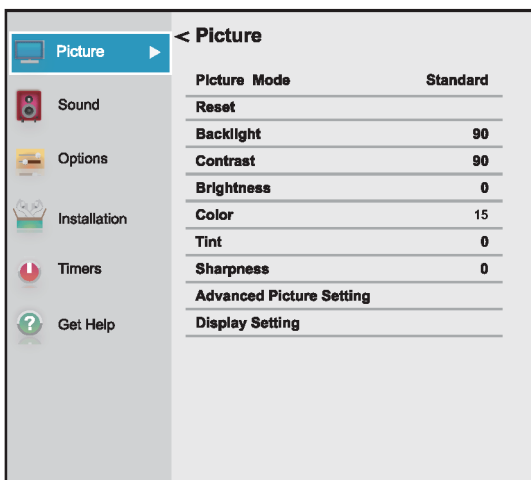 Picture
Sound
Options
Installation
Timers
Get Help
< Picture
Picture Mode Standard
Reset
Backlight 90
Contrast 90
Brightness 0
Color 15
Tint 0
Sharpness 0
Advanced Picture Setting
Display Setting